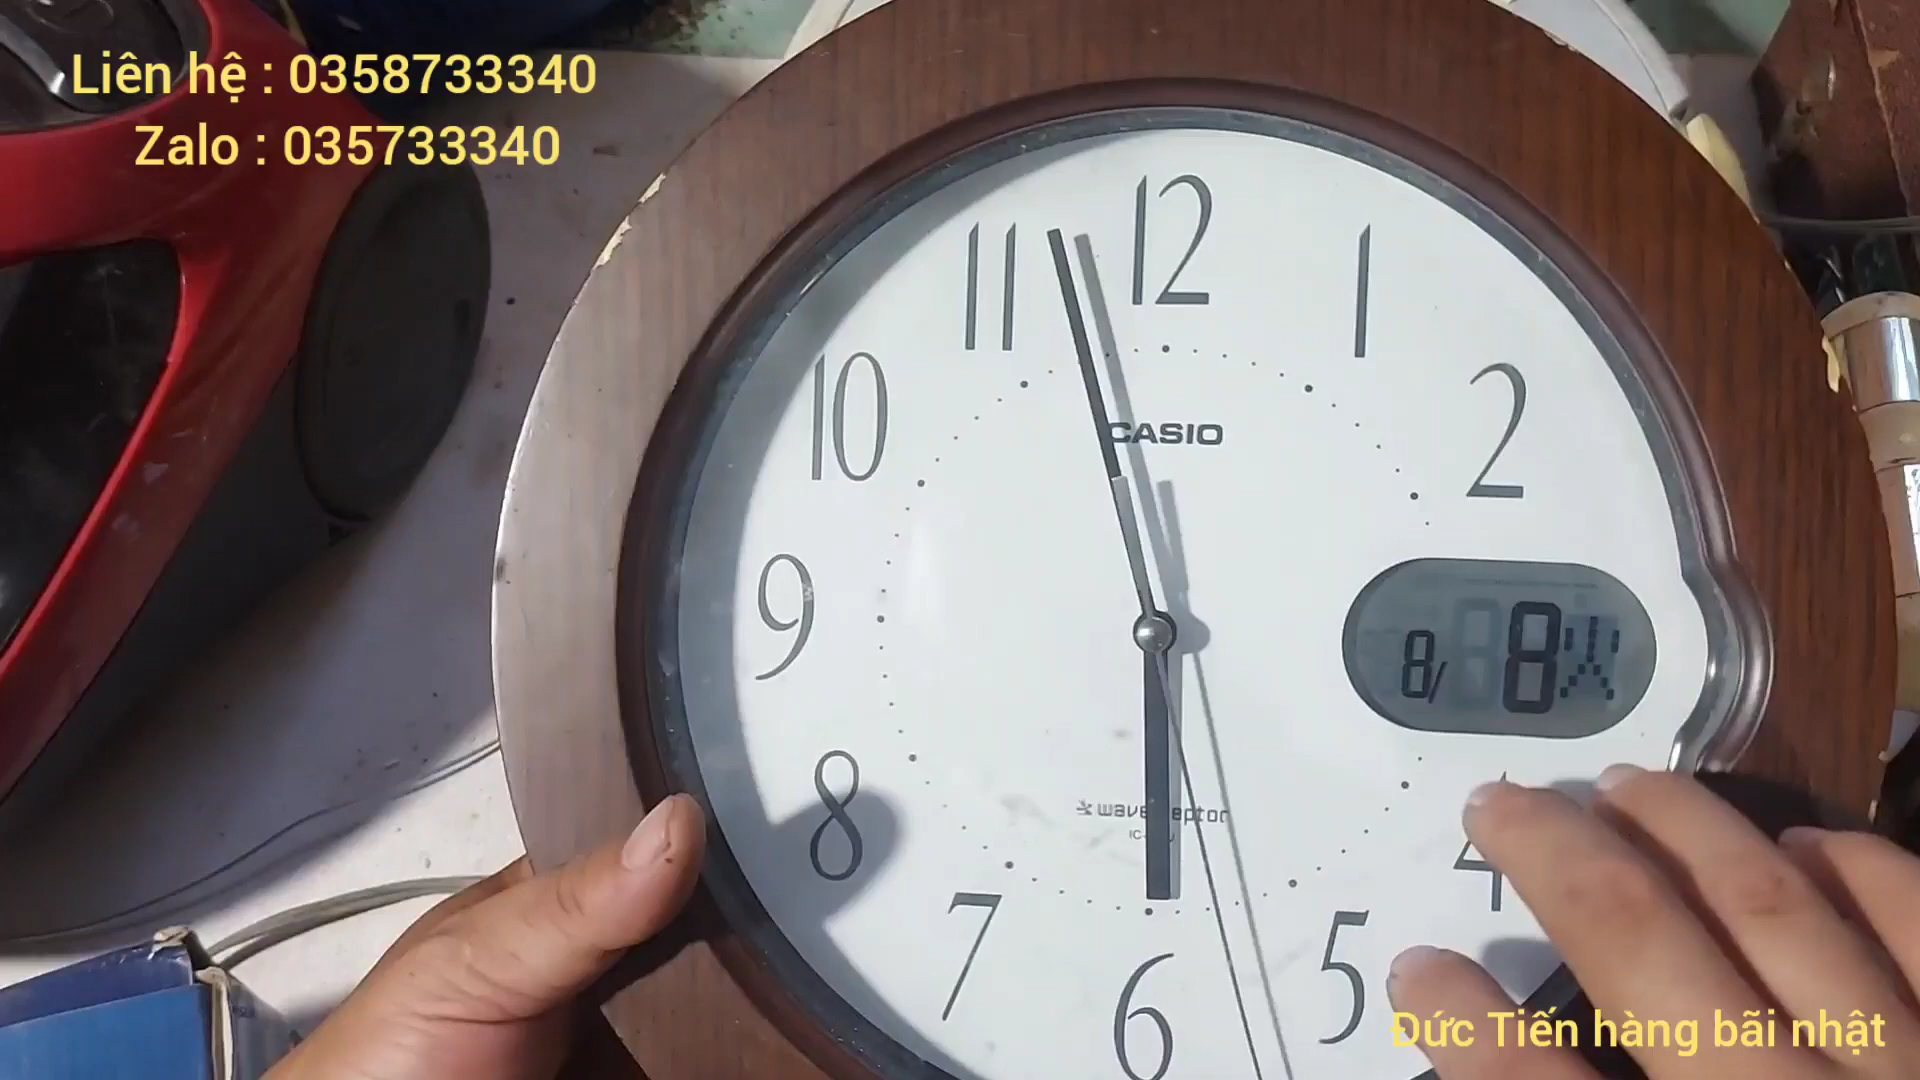 Liên hệ : 0358733340
Zalo : 035733340
12
11
1
10
2
CASIO
9
8/ 8 火
8
4
7
5
6
Đức Tiến hàng bãi nhật